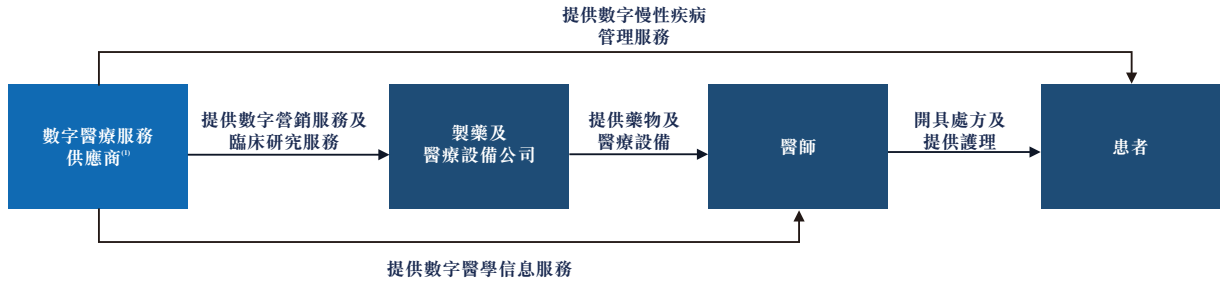 提供數字慢性疾病
管理服務
數字醫療服務
供應商(1)
提供數字營銷服務及
臨床研究服務
製藥及
醫療設備公司
提供藥物及
醫療設備
醫師
開具處方及
提供護理
患者
提供數字醫學信息服務